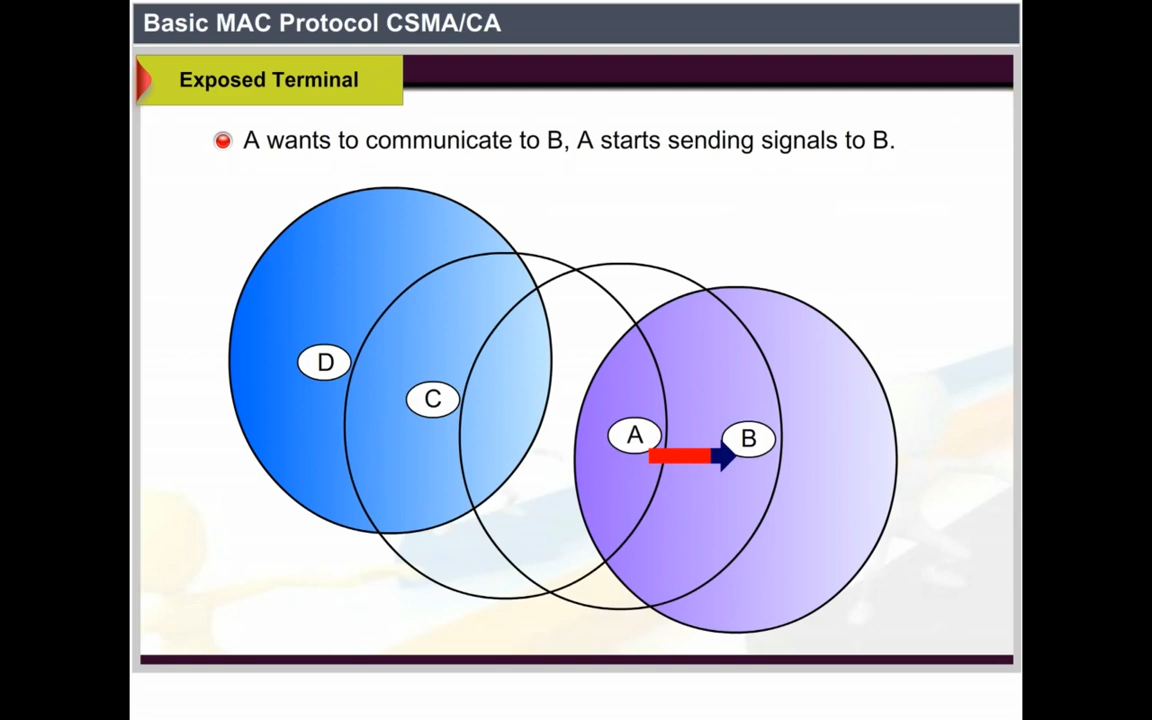 Basic MAC Protocol CSMA/CA
Exposed Terminal
A wants to communicate to B, A starts sending signals to B.
D
C
A
B